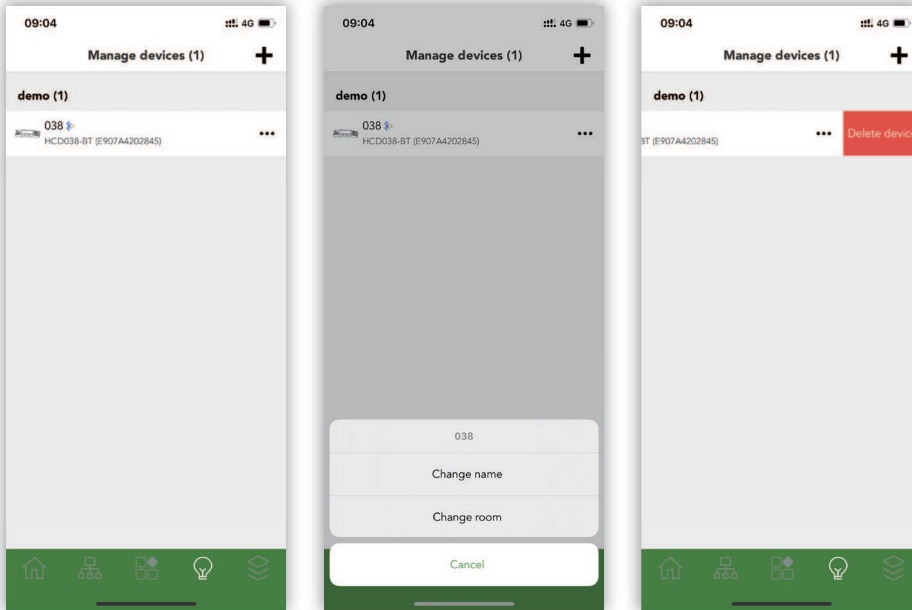 09:04
4G
Manage devices (1)
demo (1)
038
HCD038-BT (E907A4202845)
09:04
4G
Manage devices (1)
demo (1)
038
HCD038-BT (E907A4202845)
038
Change name
Change room
Cancel
09:04
4G
Manage devices (1)
demo (1)
BT (E907A4202845)
Delete device